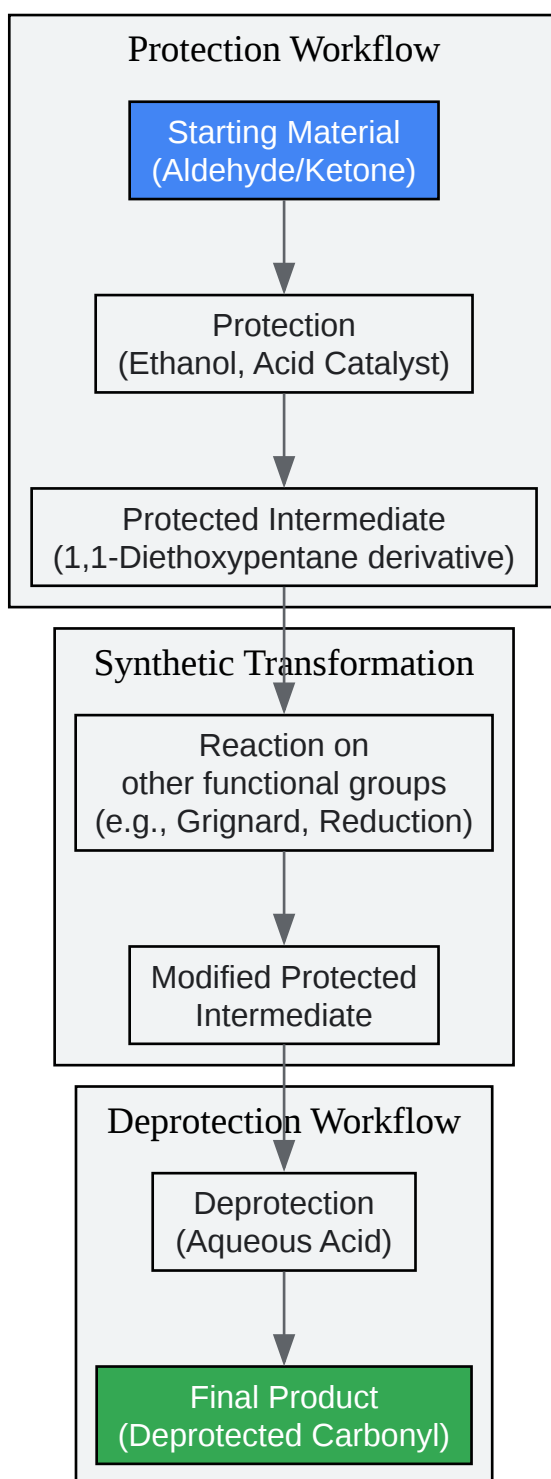 Protection Workflow
Starting Material
(Aldehyde/Ketone)
Protection
(Ethanol, Acid Catalyst)
Protected Intermediate
(1,1-Diethoxypentane derivative)
Synthetic Transformation
Reaction on
other functional groups
(e.g., Grignard, Reduction)
Modified Protected
Intermediate
Deprotection Workflow
Deprotection
(Aqueous Acid)
Final Product
(Deprotected Carbonyl)